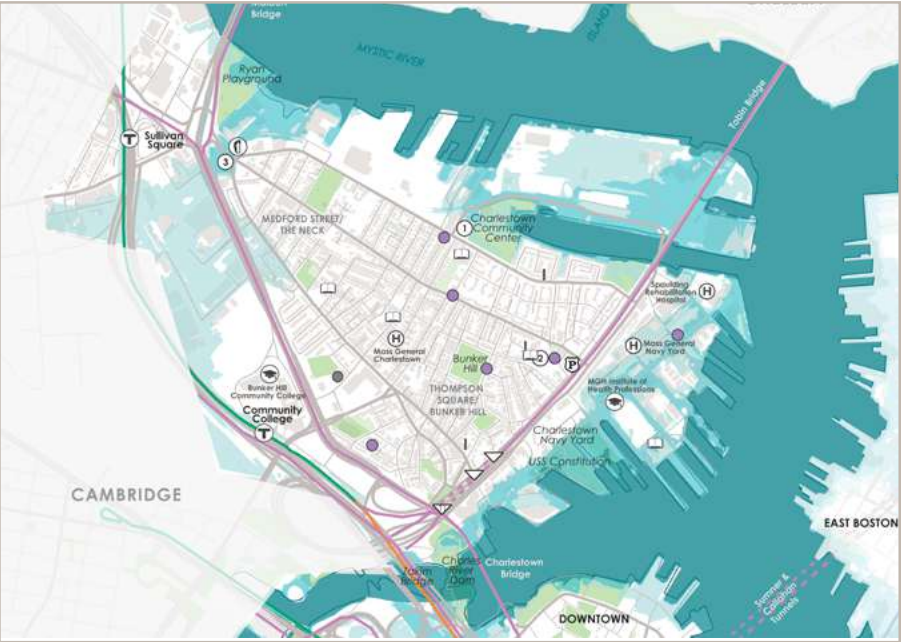 Bridge
ISLAND
MYSTIC RIVER
Ryan
Playground
Tobin Bridge
T
Sullivan
Square
3
MEDFORD STREET/
THE NECK
1
Charlestown
Community
Center
Spaulding
Rehabilitation
Hospital
H
H
Mass General
Charlestown
H
Mass General
Navy Yard
2
P
Bunker
Hill
MGH Institute of
Health Professions
Bunker Hill
Community College
THOMPSON
SQUARE/
BUNKER HILL
Community
College
T
Charlestown
Navy Yard
USS Constitution
CAMBRIDGE
EAST BOSTON
Charles
River
Dam
Charlestown
Bridge
Zakim
Bridge
Sumner &
Callahan
Tunnels
DOWNTOWN